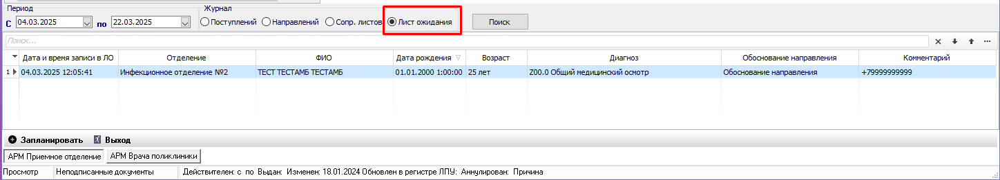 Период Журнал
С 04.03.2025 по 22.03.2025 Поступлений Направлений Сопр. листов Лист ожидания Поиск
Поиск...
Дата и время записи в ЛО Отделение ФИО Дата рождения Возраст Диагноз Обоснование направления Комментарий
1 04.03.2025 12:05:41 Инфекционное отделение №2 ТЕСТ ТЕСТАМБ ТЕСТАМБ 01.01.2000 1:00:00 25 лет Z00.0 Общий медицинский осмотр Обоснование направления +79999999999
Запланировать Выход
АРМ Приемное отделение АРМ Врача поликлиники
Просмотр Неподписанные документы Действителен: с по Выдан: Изменен: 18.01.2024 Обновлен в регистре ЛПУ: Аннулирован: Причина